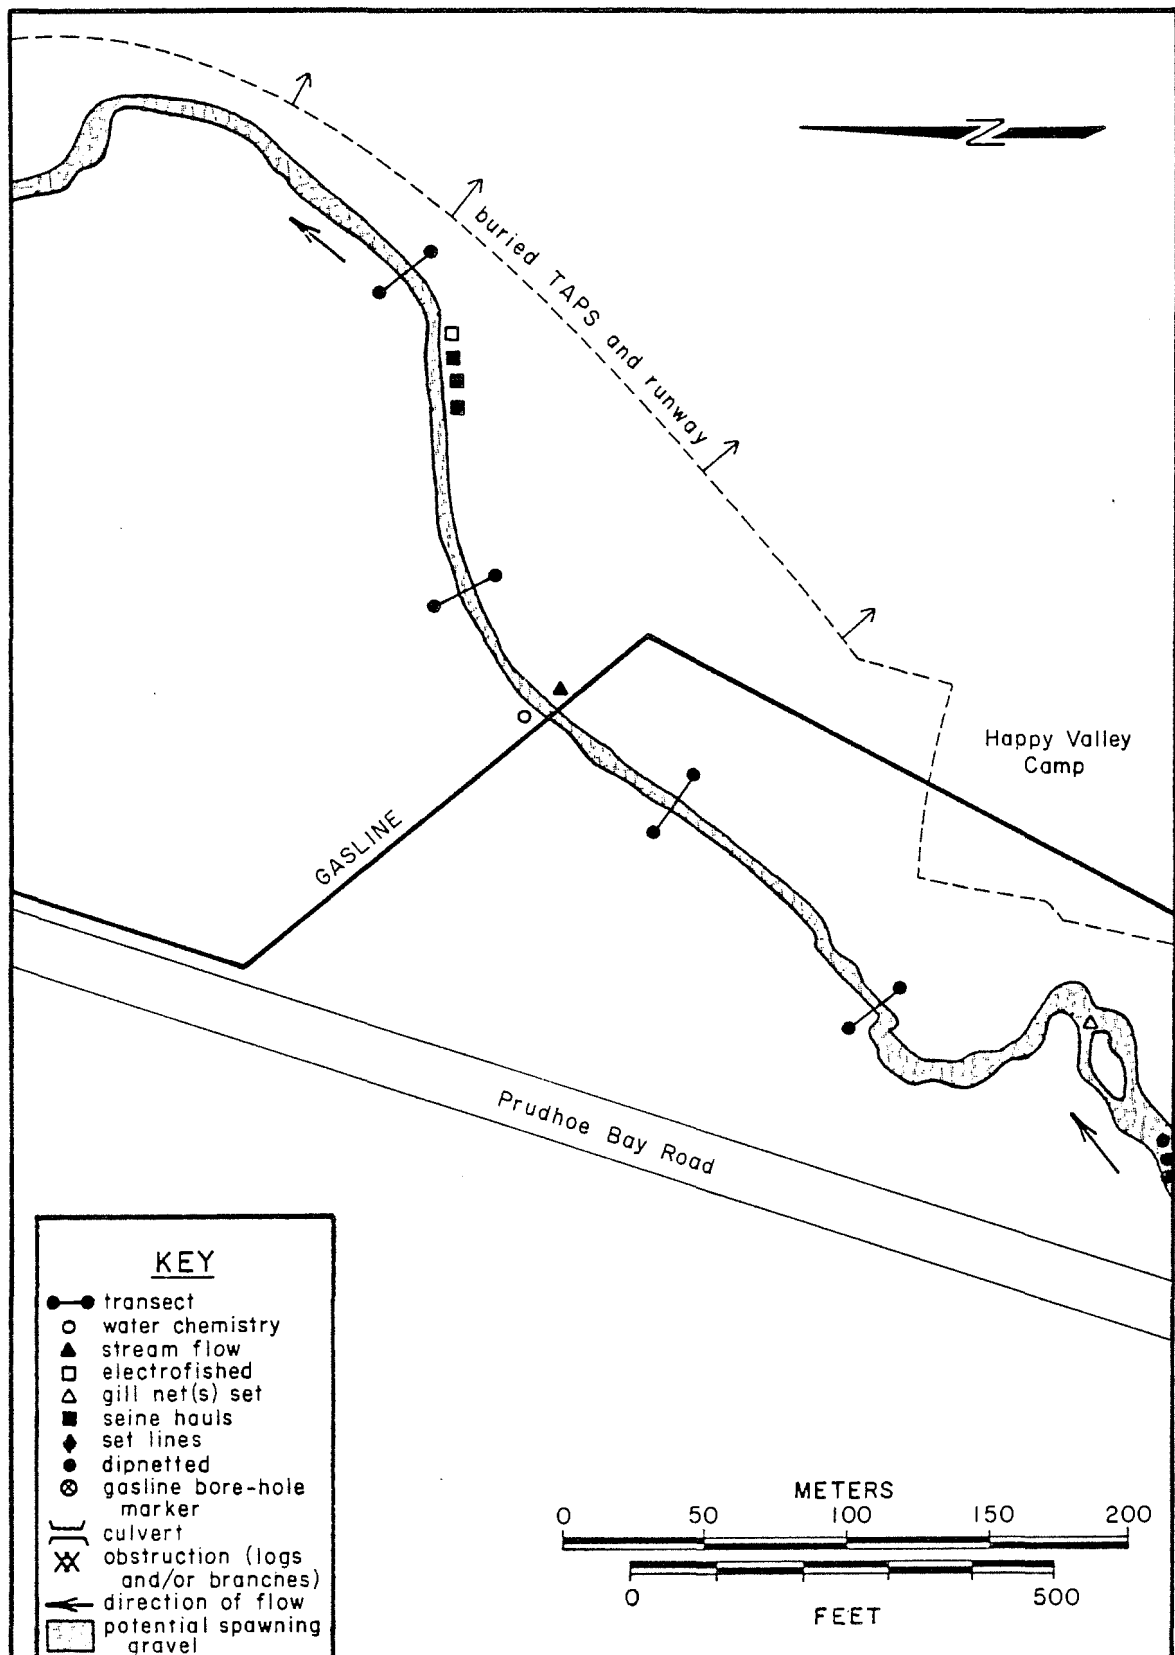 N
buried TAPS and runway
Happy Valley
Camp
GASLINE
Prudhoe Bay Road
KEY
transect
water chemistry
stream flow
electrofished
gill net(s) set
seine hauls
set lines
dipnetted
gasline bore-hole
marker
culvert
obstruction (logs
and/or branches)
direction of flow
potential spawning
gravel
METERS
0 50 100 150 200
0 500
FEET